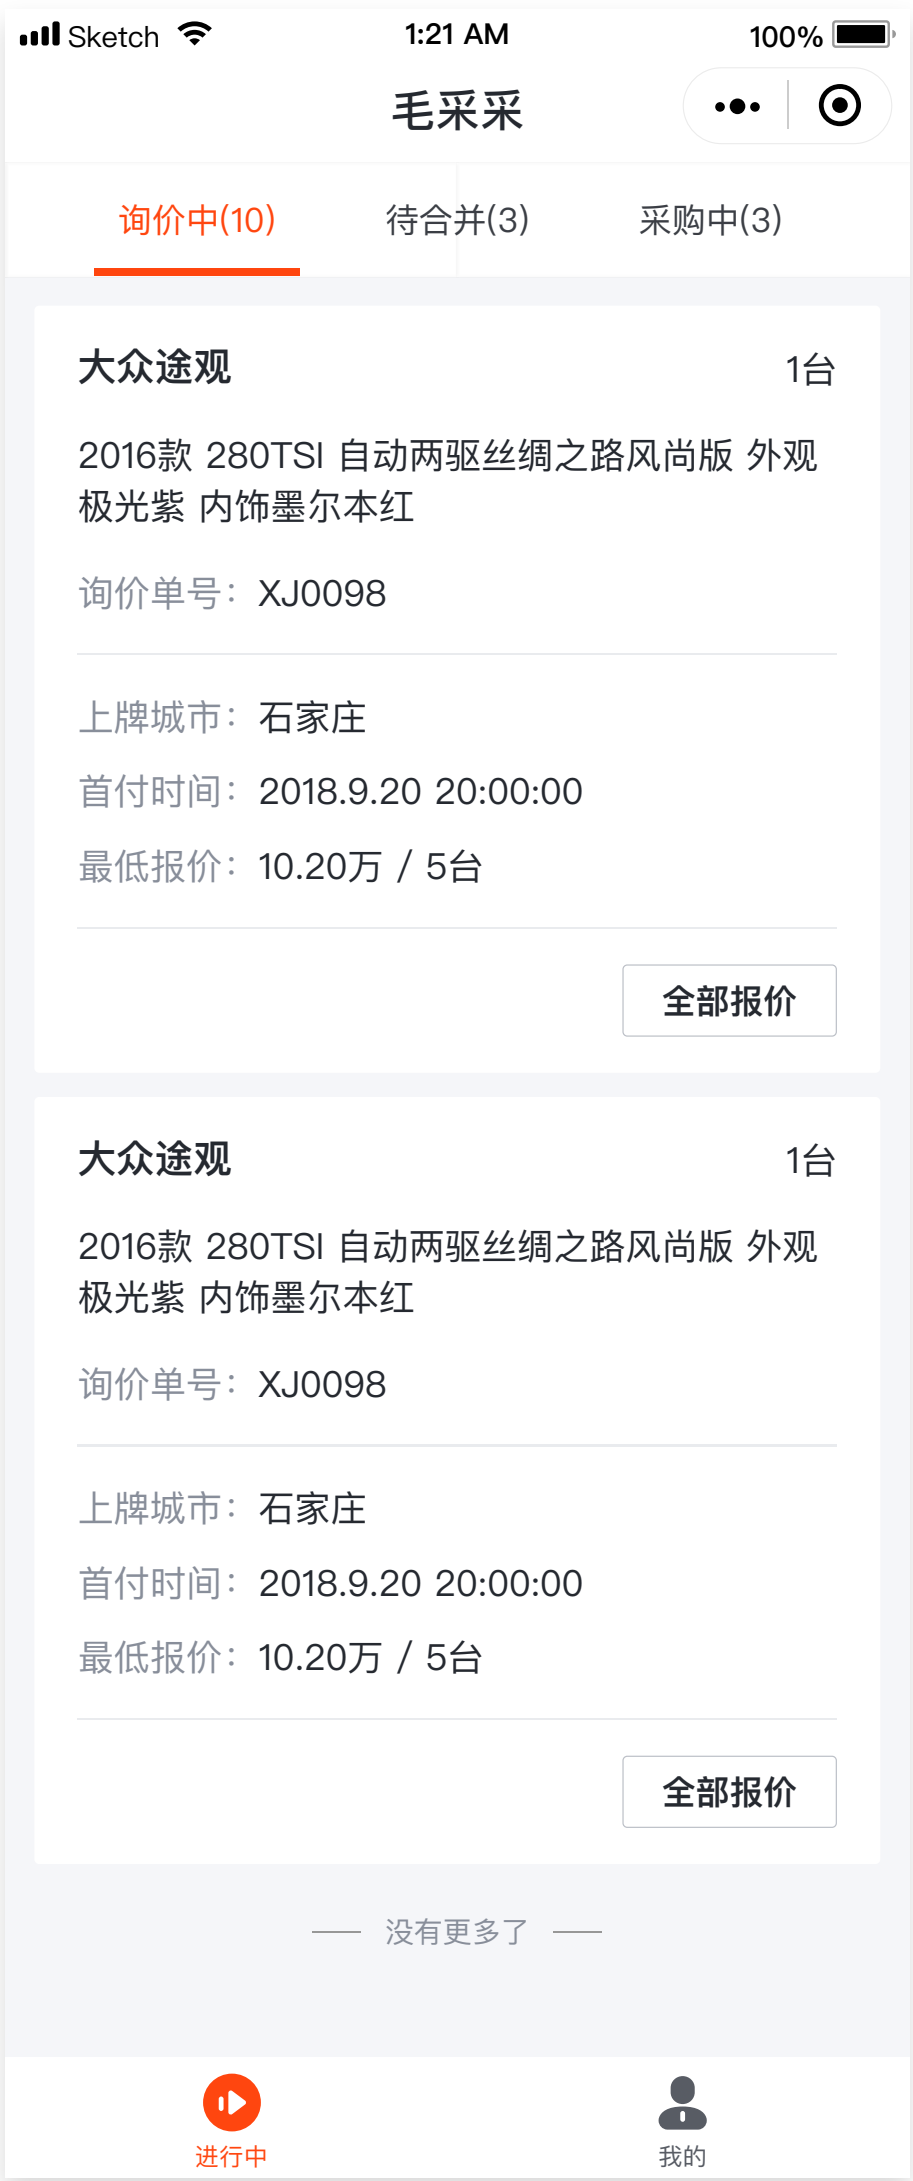 Sketch 1:21 AM 100%
毛采采
询价中(10) 待合并(3) 采购中(3)
大众途观 1台
2016款 280TSI 自动两驱丝绸之路风尚版 外观
极光紫 内饰墨尔本红
询价单号：XJ0098
上牌城市：石家庄
首付时间：2018.9.20 20:00:00
最低报价：10.20万 / 5台
全部报价
大众途观 1台
2016款 280TSI 自动两驱丝绸之路风尚版 外观
极光紫 内饰墨尔本红
询价单号：XJ0098
上牌城市：石家庄
首付时间：2018.9.20 20:00:00
最低报价：10.20万 / 5台
全部报价
没有更多了
进行中 我的